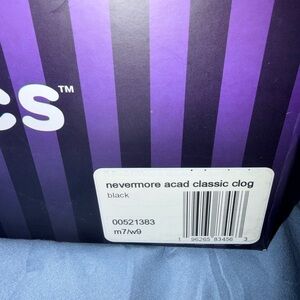 cs™
nevermore acad classic clog
black
00521383
m7/w9
1 96265 83456 3